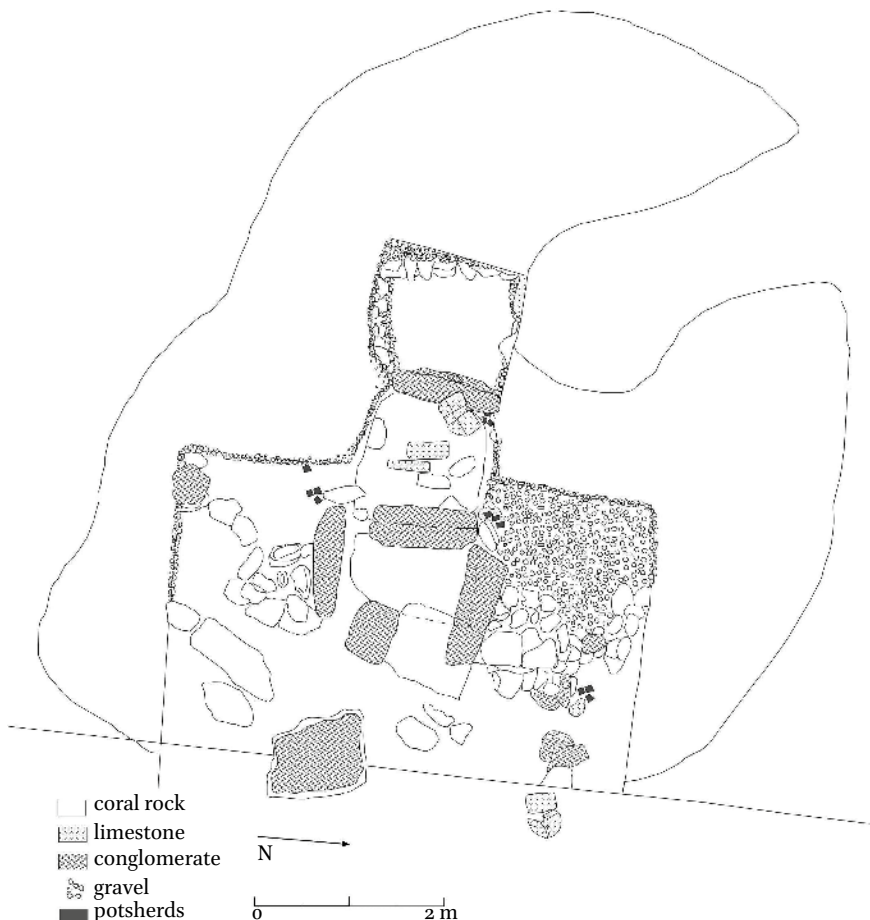 coral rock
limestone
conglomerate
gravel
potsherds
N
0 2 m